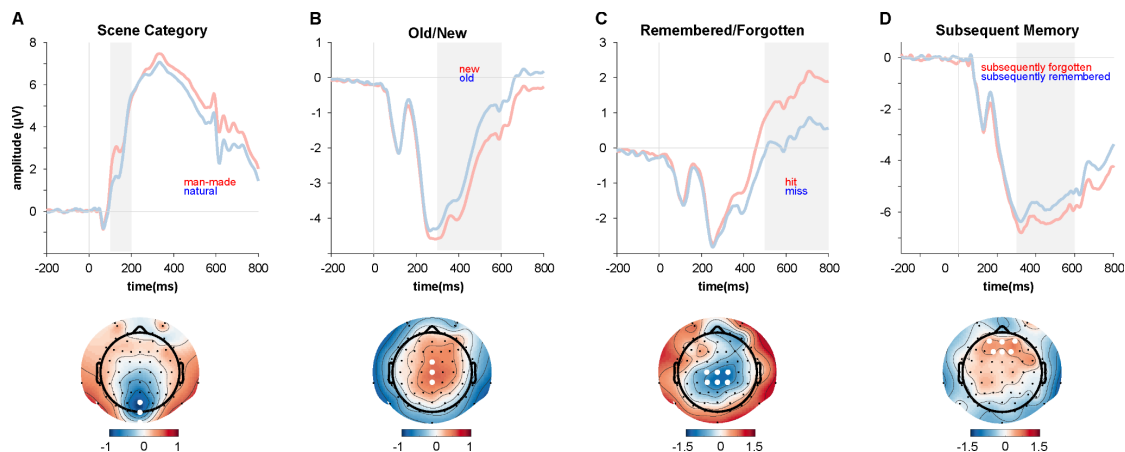 A
Scene Category
8
6
4
2
0
amplitude (µV)
man-made
natural
-200 0 200 400 600 800
time(ms)
-1 0 1
B
Old/New
1
0
-1
-2
-3
-4
new
old
-200 0 200 400 600 800
time(ms)
-1 0 1
C
Remembered/Forgotten
3
2
1
0
-1
-2
hit
miss
-200 0 200 400 600 800
time(ms)
-1.5 0 1.5
D
Subsequent Memory
0
-2
-4
-6
subsequently forgotten
subsequently remembered
-200 0 200 400 600 800
time(ms)
-1.5 0 1.5